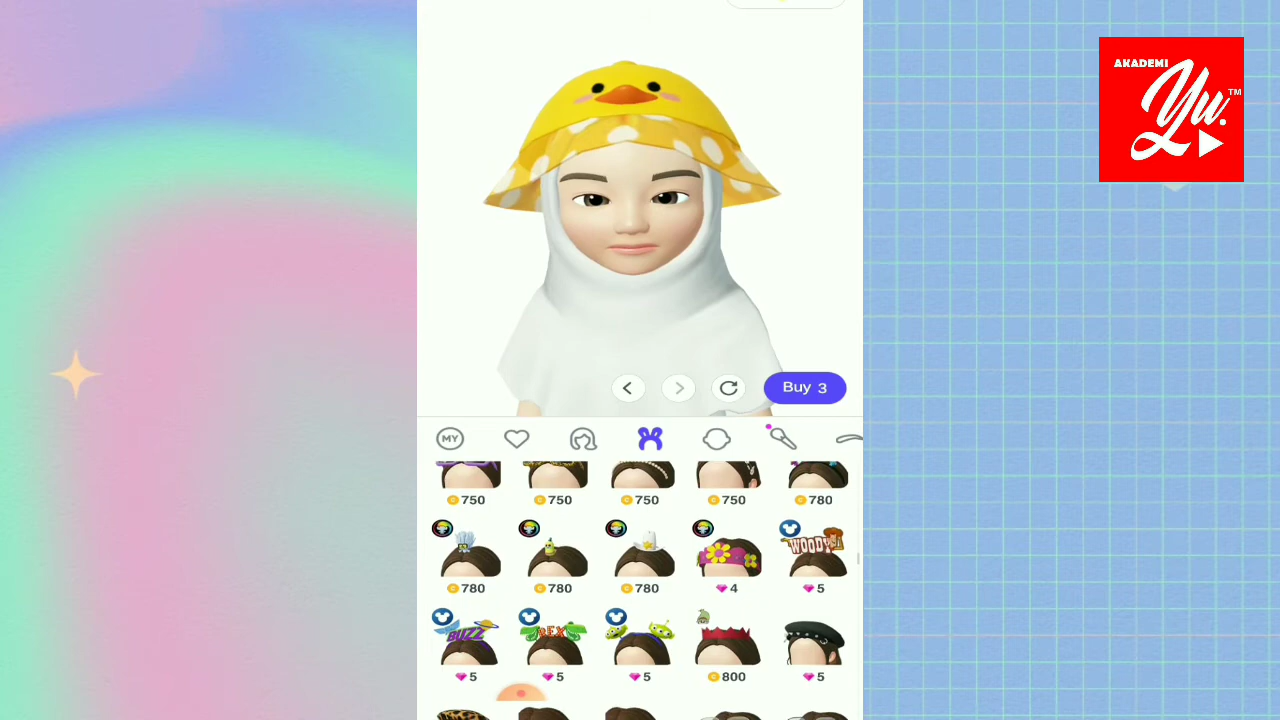 AKADEMI
Yu.™
Buy 3
MY
750 750 750 750 780
780 780 780 4 5
WOODY
BUZZ REX
5 5 5 800 5